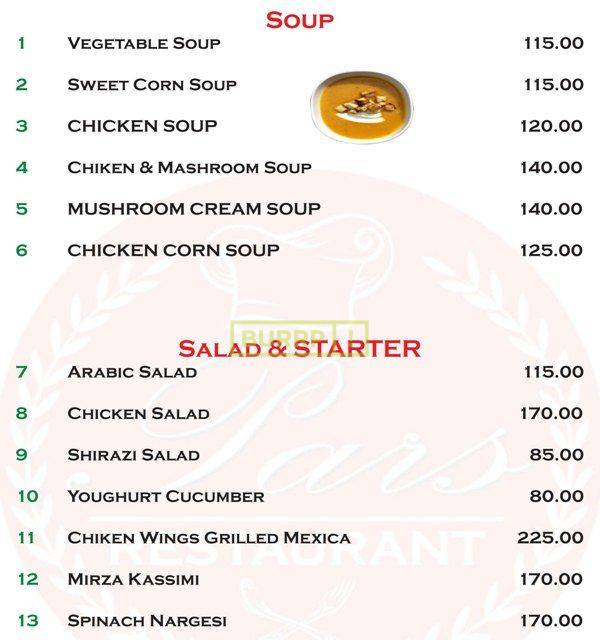 Soup
1 Vegetable Soup 115.00
2 Sweet Corn Soup 115.00
3 CHICKEN SOUP 120.00
4 Chiken & Mashroom Soup 140.00
5 MUSHROOM CREAM SOUP 140.00
6 CHICKEN CORN SOUP 125.00
BURRP
Salad & STARTER
7 Arabic Salad 115.00
8 Chicken Salad 170.00
9 Shirazi Salad 85.00
10 Youghurt Cucumber 80.00
Pars
11 Chiken Wings Grilled Mexica 225.00
RESTAURANT
12 Mirza Kassimi 170.00
13 Spinach Nargesi 170.00